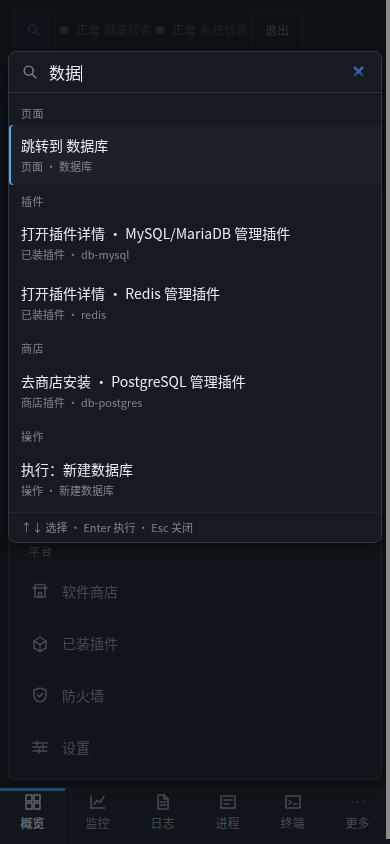 正常 健康检查 正常 系统信息 退出
数据
页面
跳转到 数据库
页面 · 数据库
插件
打开插件详情 · MySQL/MariaDB 管理插件
已装插件 · db-mysql
打开插件详情 · Redis 管理插件
已装插件 · redis
商店
去商店安装 · PostgreSQL 管理插件
商店插件 · db-postgres
操作
执行：新建数据库
操作 · 新建数据库
↑↓ 选择 · Enter 执行 · Esc 关闭
平台
软件商店
已装插件
防火墙
设置
概览 监控 日志 进程 终端 更多